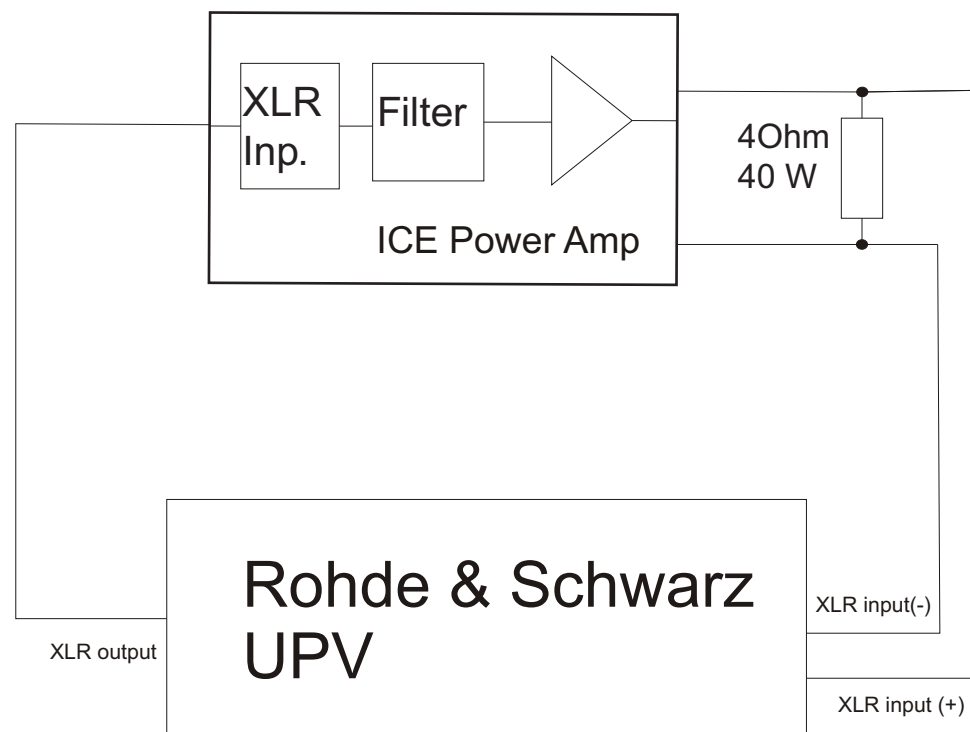 XLR
Inp.
Filter
ICE Power Amp
4Ohm
40 W
Rohde & Schwarz
UPV
XLR output
XLR input(-)
XLR input (+)